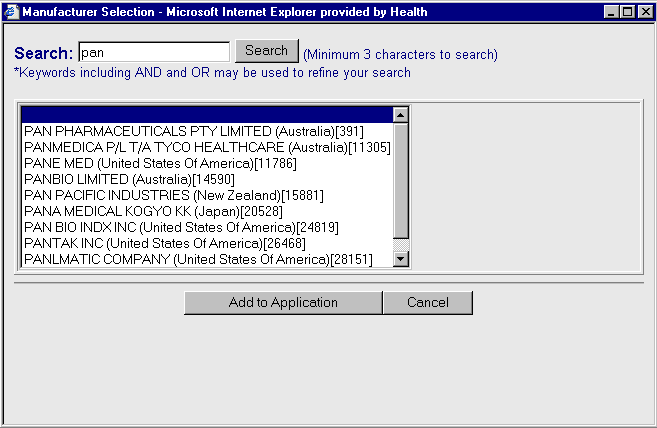 Manufacturer Selection - Microsoft Internet Explorer provided by Health
Search: pan Search (Minimum 3 characters to search)
*Keywords including AND and OR may be used to refine your search
PAN PHARMACEUTICALS PTY LIMITED (Australia)[391]
PANMEDICA P/L T/A TYCO HEALTHCARE (Australia)[11305]
PANE MED (United States Of America)[11786]
PANBIO LIMITED (Australia)[14590]
PAN PACIFIC INDUSTRIES (New Zealand)[15881]
PANA MEDICAL KOGYO KK (Japan)[20528]
PAN BIO INDX INC (United States Of America)[24819]
PANTAK INC (United States Of America)[26468]
PANLMATIC COMPANY (United States Of America)[28151]
Add to Application Cancel